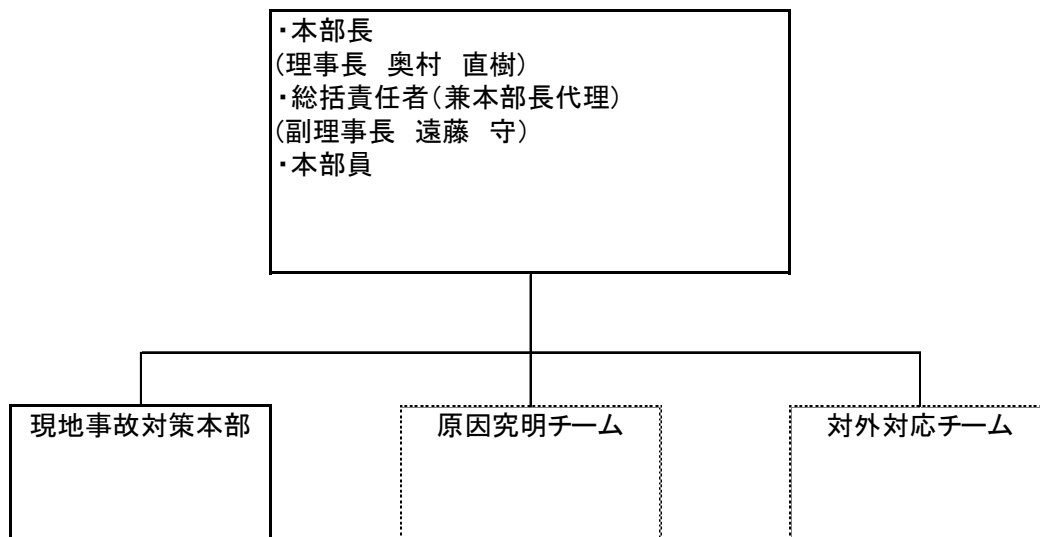 ・本部長
(理事長　奥村　直樹)
・総括責任者(兼本部長代理)
(副理事長　遠藤　守)
・本部員
現地事故対策本部
原因究明チーム
対外対応チーム